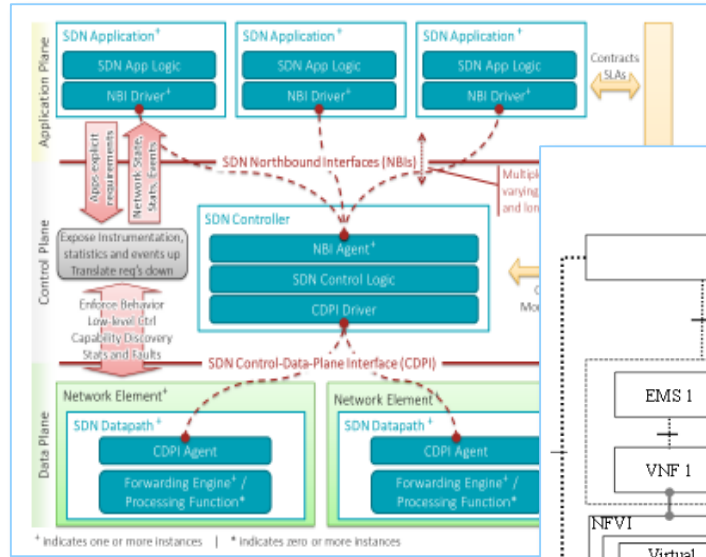 Application Plane
SDN Application+
SDN App Logic
NBI Driver+
SDN Application+
SDN App Logic
NBI Driver+
SDN Application+
SDN App Logic
NBI Driver+
Contracts
SLAs
Apps explicit
requirements
Network State,
Stats, Events
SDN Northbound Interfaces (NBIs)
Multiple
varying
and lon
Control Plane
Expose Instrumentation,
statistics and events up
Translate req's down
SDN Controller
NBI Agent+
SDN Control Logic
CDPI Driver
Enforce Behavior
Low-level Ctrl
Capability Discovery
Stats and Faults
SDN Control-Data-Plane Interface (CDPI)
Data Plane
Network Element+
SDN Datapath+
CDPI Agent
Forwarding Engine+ /
Processing Function*
Network Element+
SDN Datapath+
CDPI Agent
Forwarding Engine+ /
Processing Function*
+ indicates one or more instances | * indicates zero or more instances
EMS 1
VNF 1
NFVI
Virtual